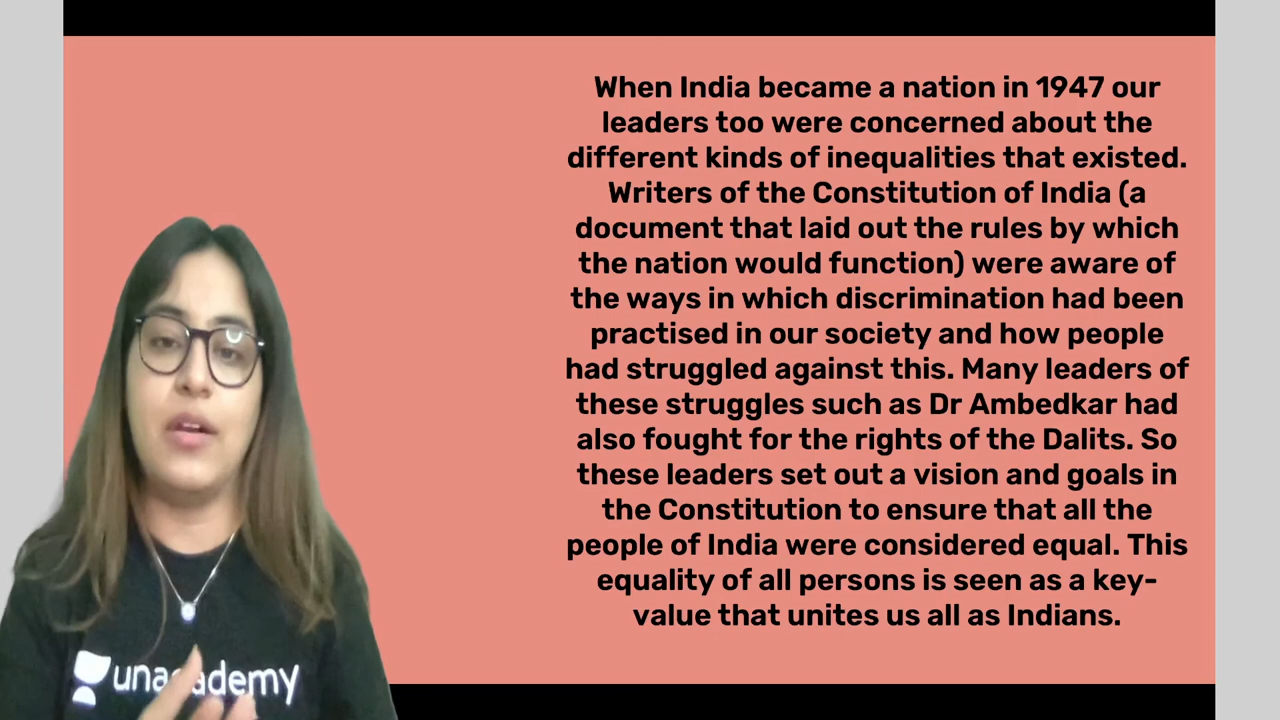 When India became a nation in 1947 our
leaders too were concerned about the
different kinds of inequalities that existed.
Writers of the Constitution of India (a
document that laid out the rules by which
the nation would function) were aware of
the ways in which discrimination had been
practised in our society and how people
had struggled against this. Many leaders of
these struggles such as Dr Ambedkar had
also fought for the rights of the Dalits. So
these leaders set out a vision and goals in
the Constitution to ensure that all the
people of India were considered equal. This
equality of all persons is seen as a key-
value that unites us all as Indians.
unacademy